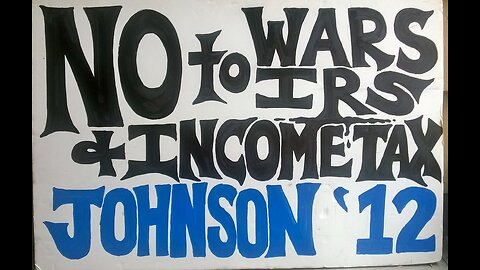 NO to WARS
IRS
& INCOME TAX
JOHNSON '12